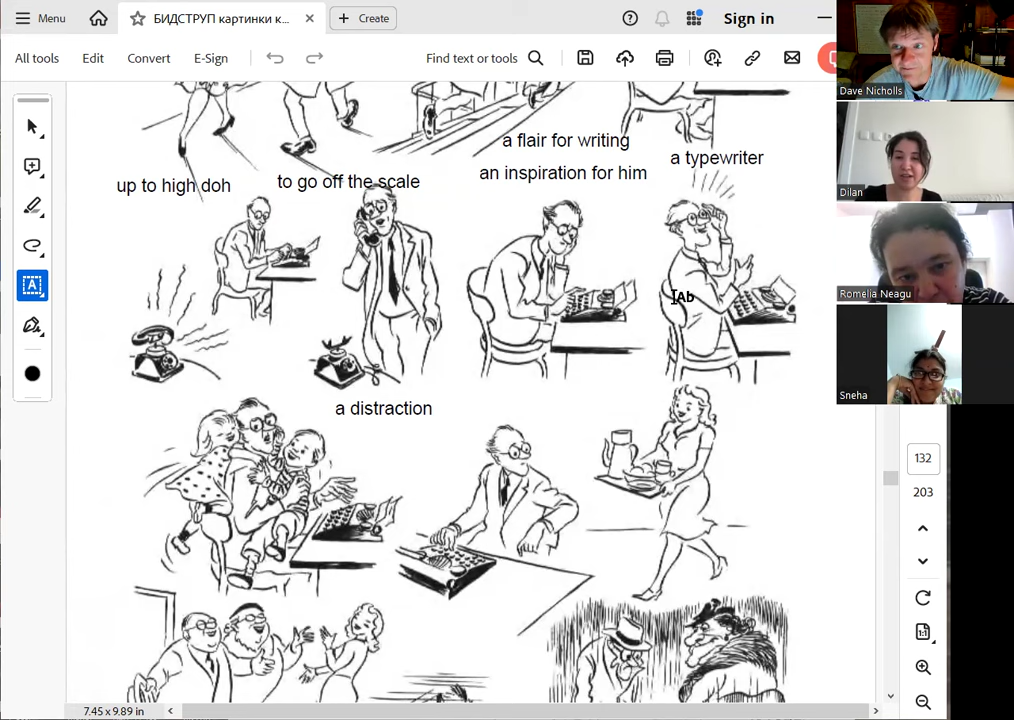 Menu
БИДСТРУП картинки к...
Create
Sign in
All tools
Edit
Convert
E-Sign
Find text or tools
a flair for writing
a typewriter
an inspiration for him
up to high doh
to go off the scale
Ab
a distraction
132
203
7.45 x 9.89 in
Dave Nicholls
Dilan
Romelia Neagu
Sneha
A
1:1